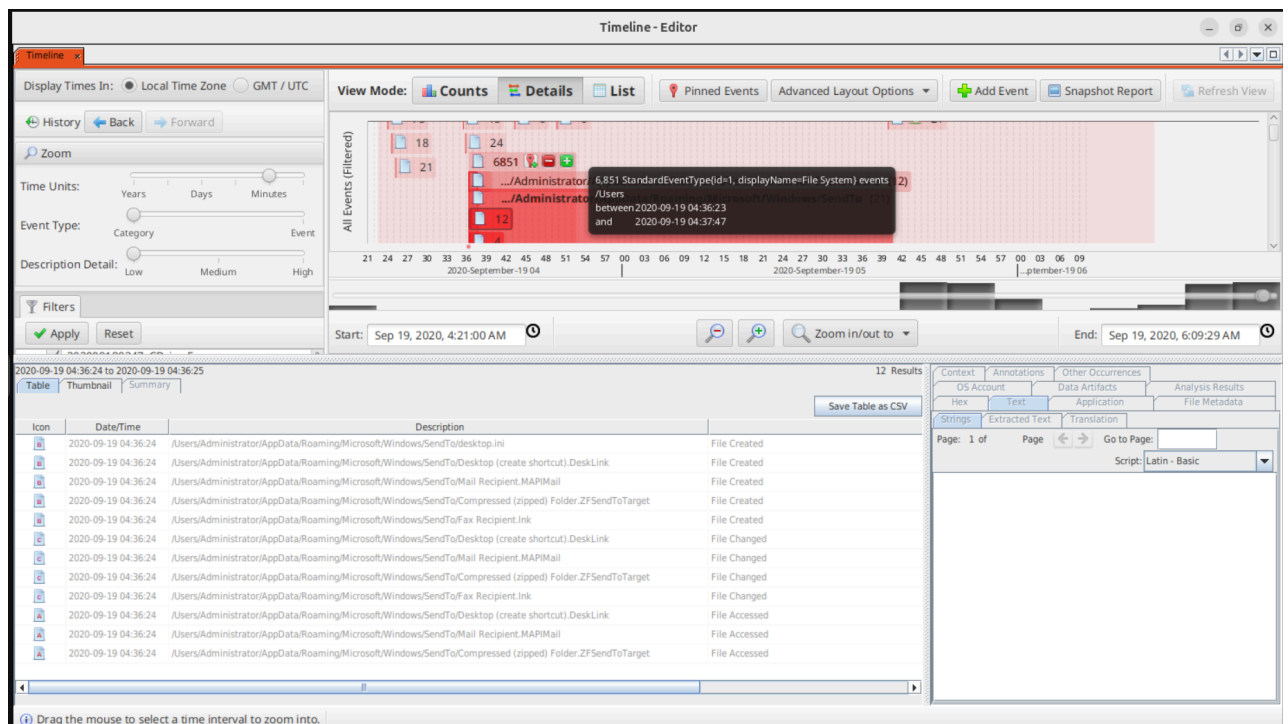 Timeline - Editor
Timeline
Display Times In: Local Time Zone GMT / UTC
History Back Forward
Zoom
Time Units:
Years Days Minutes
Event Type:
Category Event
Description Detail:
Low Medium High
Filters
Apply Reset
View Mode: Counts Details List Pinned Events Advanced Layout Options Add Event Snapshot Report Refresh View
All Events (Filtered)
18
24
21
6851
.../Administrator
12)
.../Administrator
12
6,851 StandardEventType{id=1, displayName=File System} events
/Users
between 2020-09-19 04:36:23
and 2020-09-19 04:37:47
21 24 27 30 33 36 39 42 45 48 51 54 57 00 03 06 09 12 15 18 21 24 27 30 33 36 39 42 45 48 51 54 57 00 03 06 09
2020-September-19 04 2020-September-19 05 ...ptember-19 06
Start: Sep 19, 2020, 4:21:00 AM Zoom in/out to End: Sep 19, 2020, 6:09:29 AM
2020-09-19 04:36:24 to 2020-09-19 04:36:25 12 Results
Table Thumbnail Summary
Save Table as CSV
Icon Date/Time Description
2020-09-19 04:36:24 /Users/Administrator/AppData/Roaming/Microsoft/Windows/SendTo/desktop.ini File Created
2020-09-19 04:36:24 /Users/Administrator/AppData/Roaming/Microsoft/Windows/SendTo/Desktop (create shortcut).DeskLink File Created
2020-09-19 04:36:24 /Users/Administrator/AppData/Roaming/Microsoft/Windows/SendTo/Mail Recipient.MAPIMail File Created
2020-09-19 04:36:24 /Users/Administrator/AppData/Roaming/Microsoft/Windows/SendTo/Compressed (zipped) Folder.ZFSendToTarget File Created
2020-09-19 04:36:24 /Users/Administrator/AppData/Roaming/Microsoft/Windows/SendTo/Fax Recipient.lnk File Created
2020-09-19 04:36:24 /Users/Administrator/AppData/Roaming/Microsoft/Windows/SendTo/Desktop (create shortcut).DeskLink File Changed
2020-09-19 04:36:24 /Users/Administrator/AppData/Roaming/Microsoft/Windows/SendTo/Mail Recipient.MAPIMail File Changed
2020-09-19 04:36:24 /Users/Administrator/AppData/Roaming/Microsoft/Windows/SendTo/Compressed (zipped) Folder.ZFSendToTarget File Changed
2020-09-19 04:36:24 /Users/Administrator/AppData/Roaming/Microsoft/Windows/SendTo/Fax Recipient.lnk File Changed
2020-09-19 04:36:24 /Users/Administrator/AppData/Roaming/Microsoft/Windows/SendTo/Desktop (create shortcut).DeskLink File Accessed
2020-09-19 04:36:24 /Users/Administrator/AppData/Roaming/Microsoft/Windows/SendTo/Mail Recipient.MAPIMail File Accessed
2020-09-19 04:36:24 /Users/Administrator/AppData/Roaming/Microsoft/Windows/SendTo/Compressed (zipped) Folder.ZFSendToTarget File Accessed
Context Annotations Other Occurrences
OS Account Data Artifacts Analysis Results
Hex Text Application File Metadata
Strings Extracted Text Translation
Page: 1 of Page Go to Page:
Script: Latin - Basic
Drag the mouse to select a time interval to zoom into.